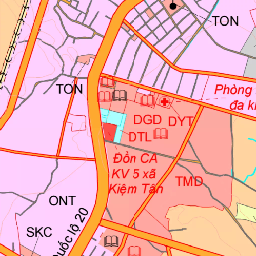 TON
Phòng
đa k
TON
DGD
DYT
DTL
Đồn CA
KV 5 xã
Kiệm Tân
TMD
ONT
SKC
Quốc lộ 20